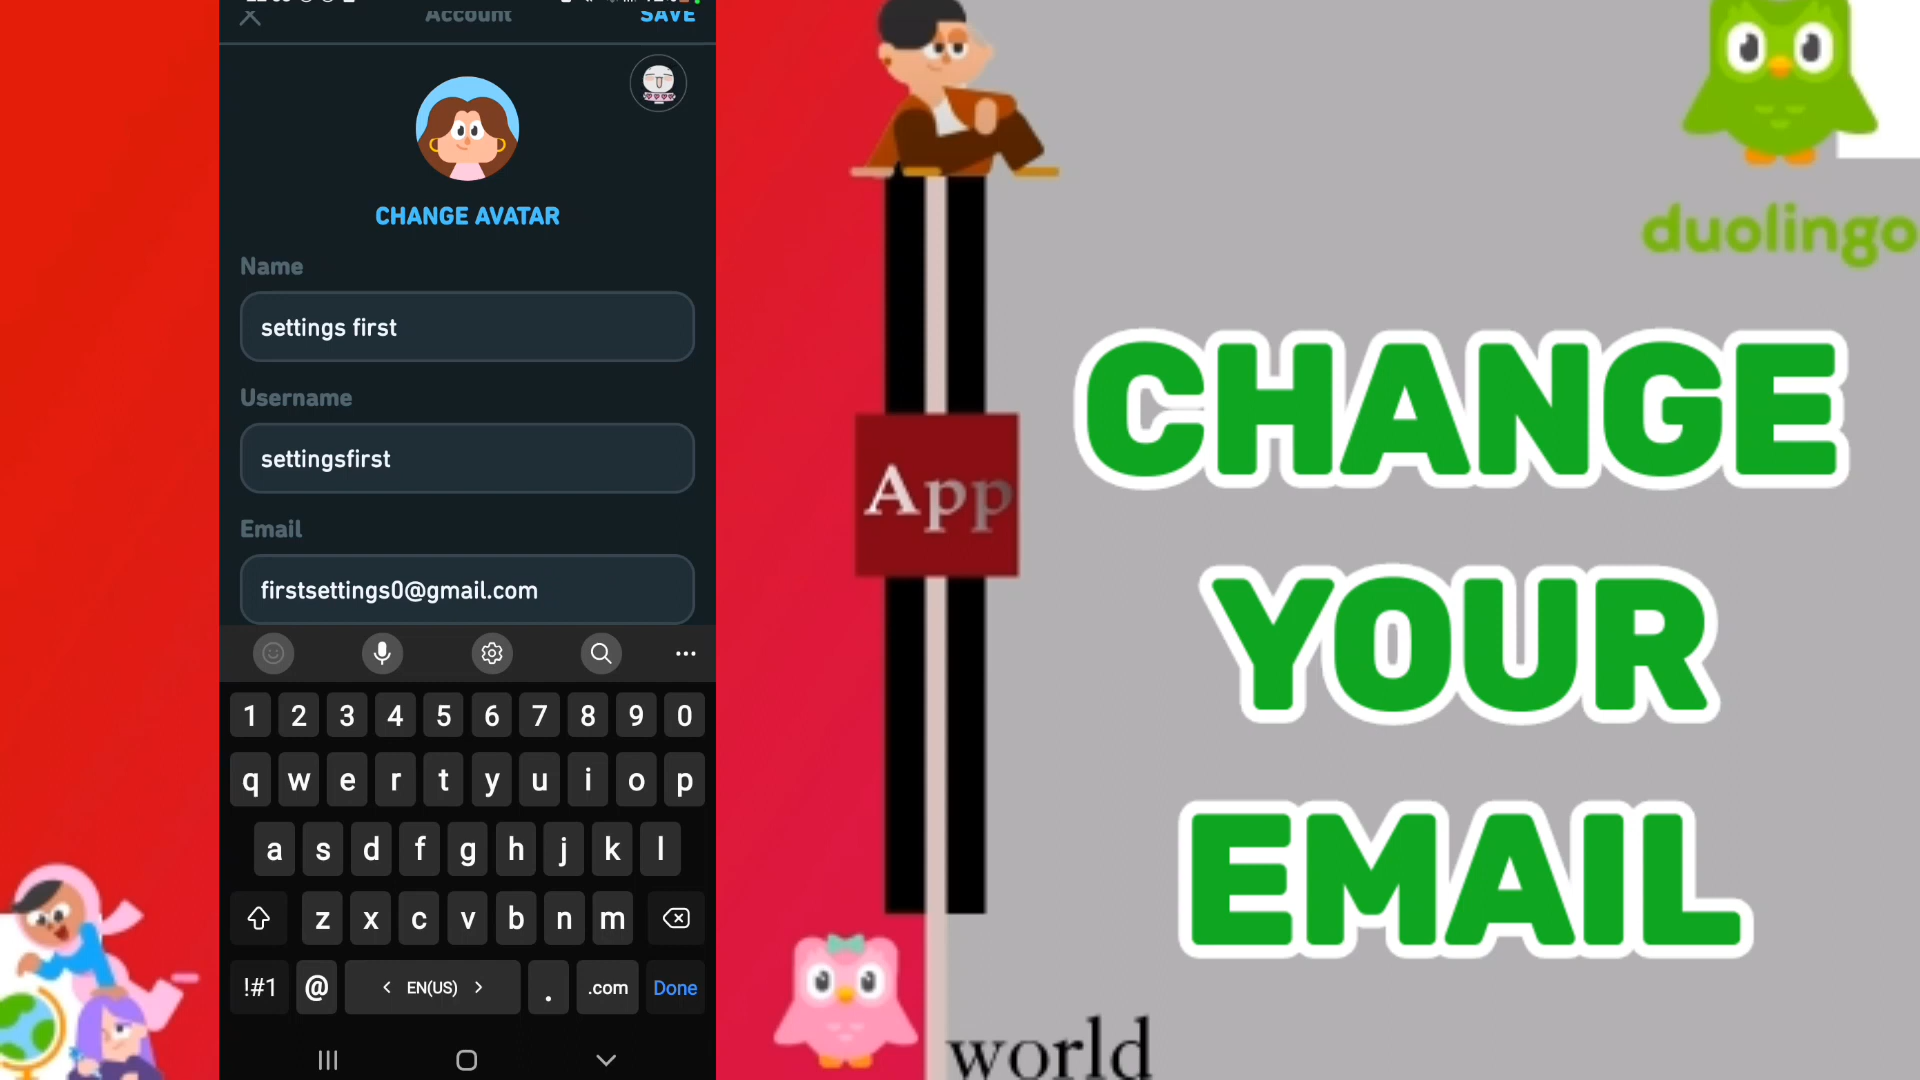 Account
SAVE
CHANGE AVATAR
Name
settings first
Username
settingsfirst
Email
firstsettings0@gmail.com
1 2 3 4 5 6 7 8 9 0
q w e r t y u i o p
a s d f g h j k l
z x c v b n m
!#1 @ < EN(US) > . .com Done
App
world
duolingo
CHANGE
YOUR
EMAIL